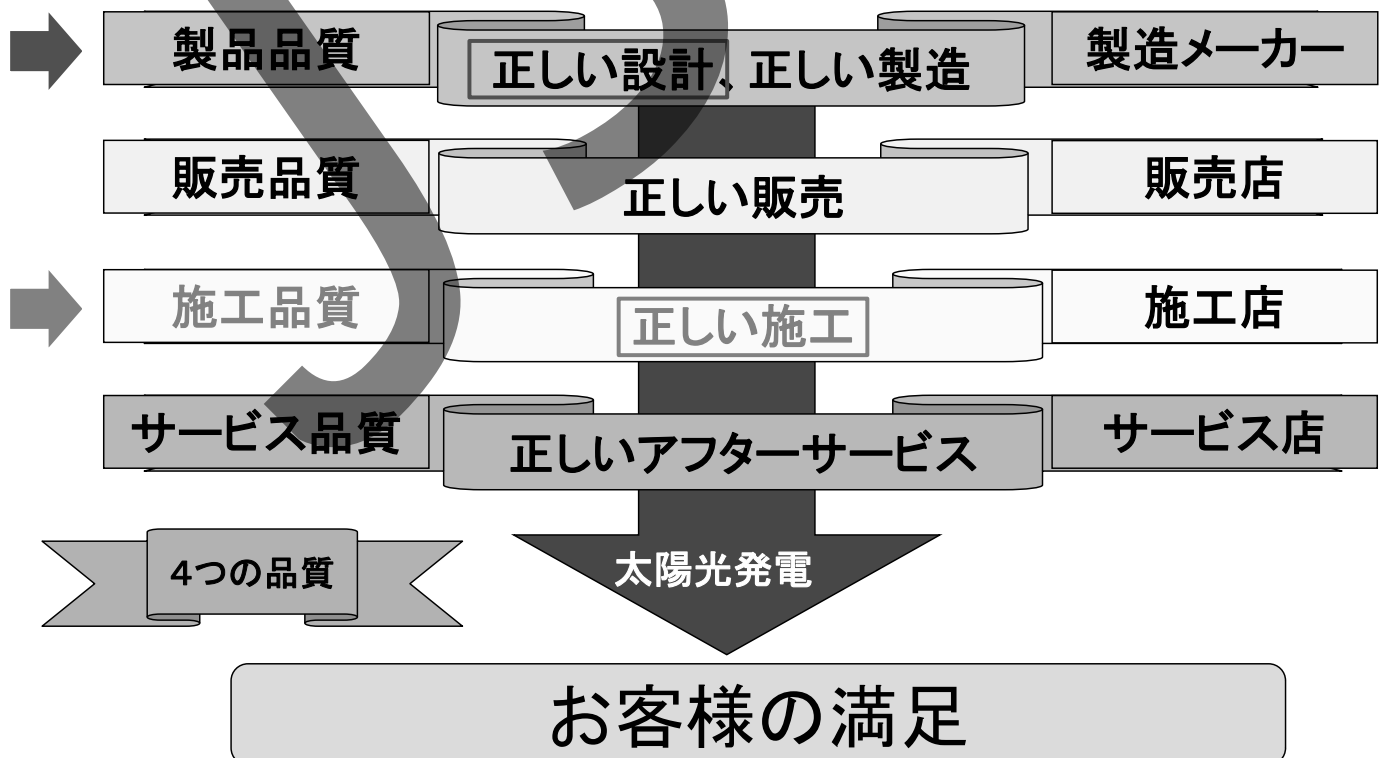 製品品質 正しい設計、正しい製造 製造メーカー
販売品質 正しい販売 販売店
施工品質 正しい施工 施工店
サービス品質 正しいアフターサービス サービス店
4つの品質 太陽光発電
お客様の満足